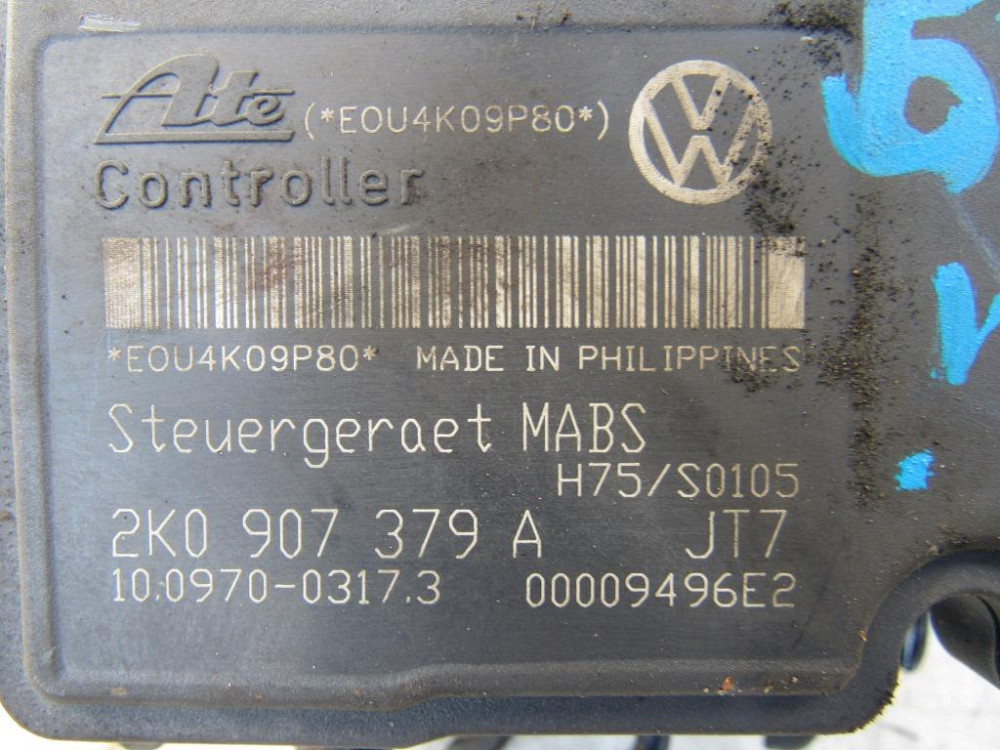 Ate (*EOU4K09P80*)
Controller
*EOU4K09P80* MADE IN PHILIPPINES
Steuergeraet MABS
H75/S0105
2K0 907 379 A JT7
10.0970-0317.3 00009496E2